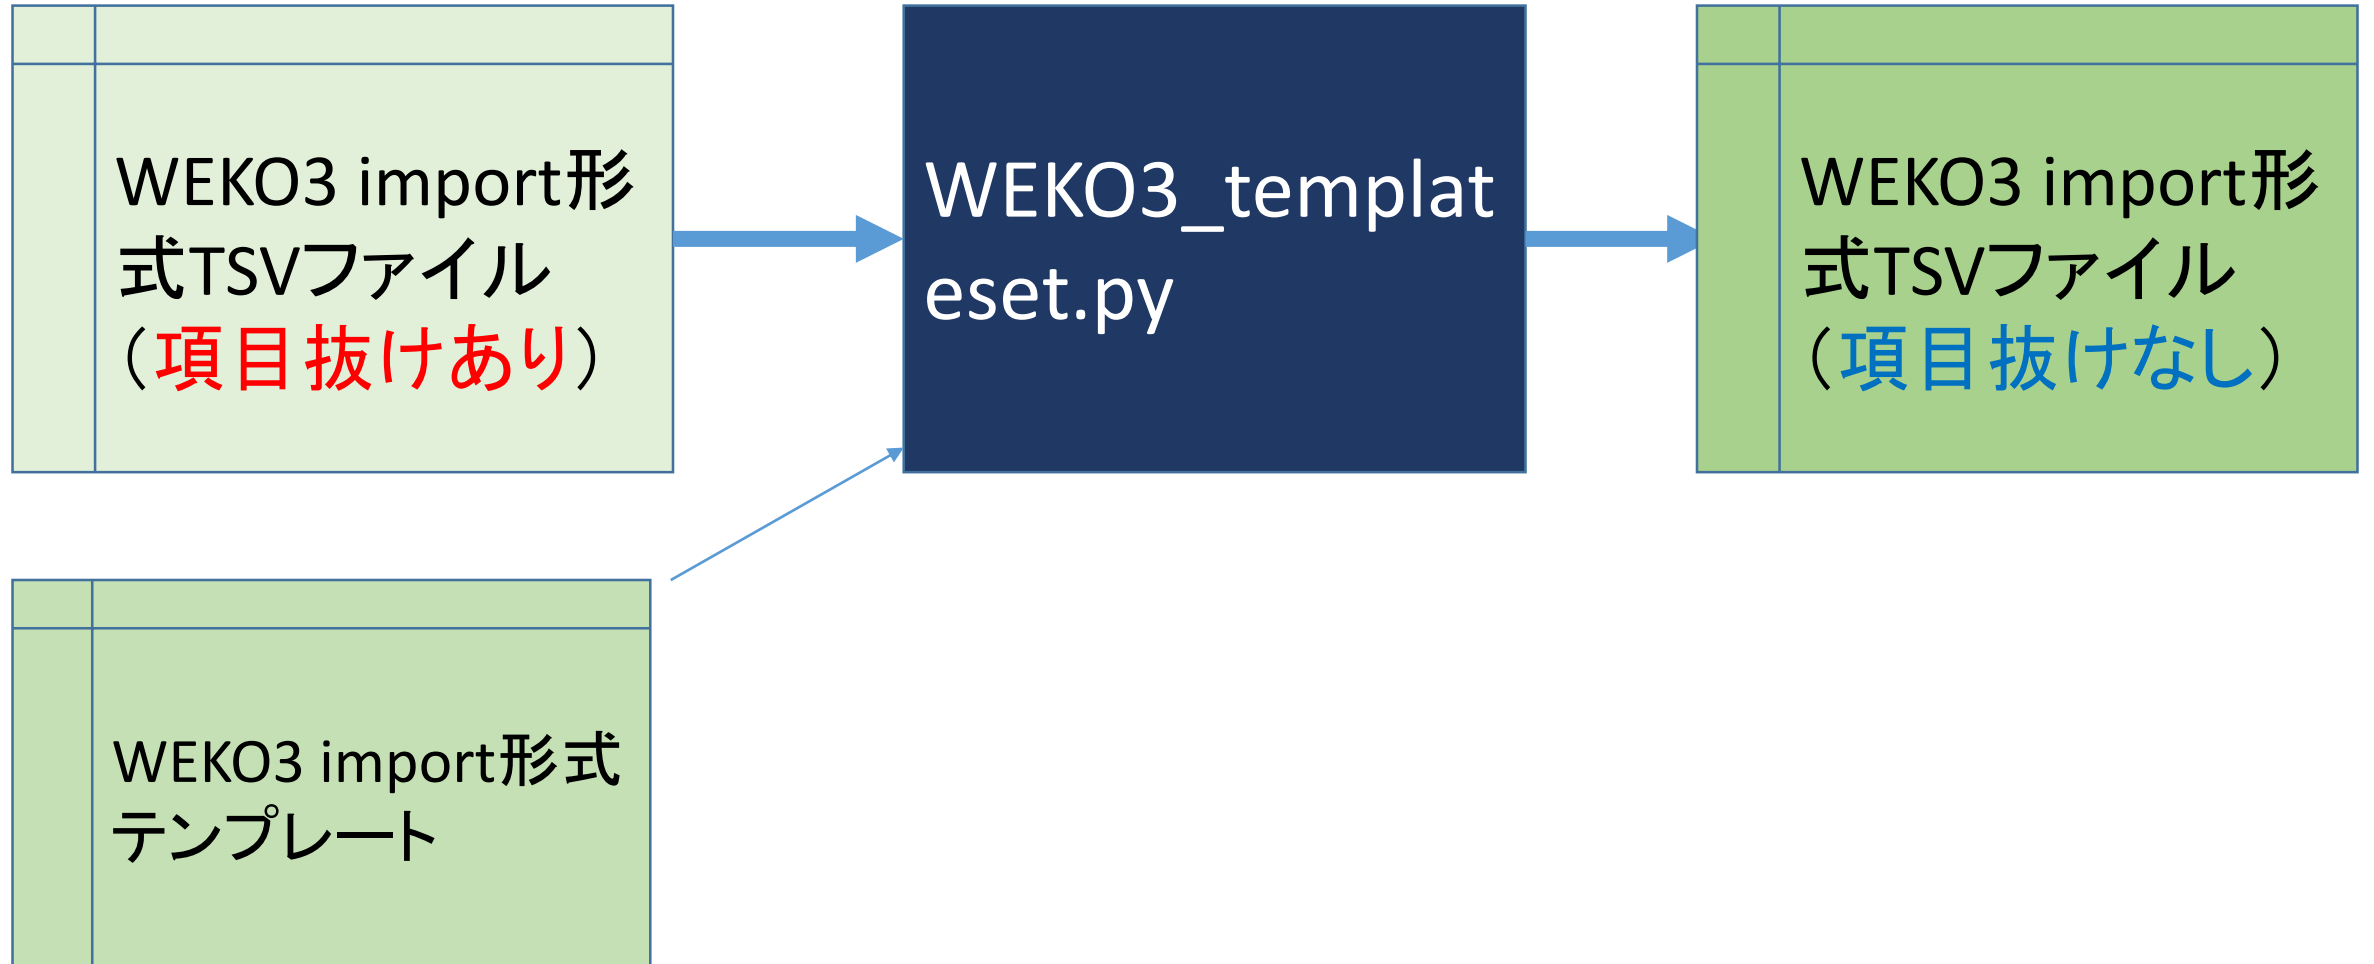 WEKO3 import形
式TSVファイル
（項目抜けあり）
WEKO3_templat
eset.py
WEKO3 import形
式TSVファイル
（項目抜けなし）
WEKO3 import形式
テンプレート